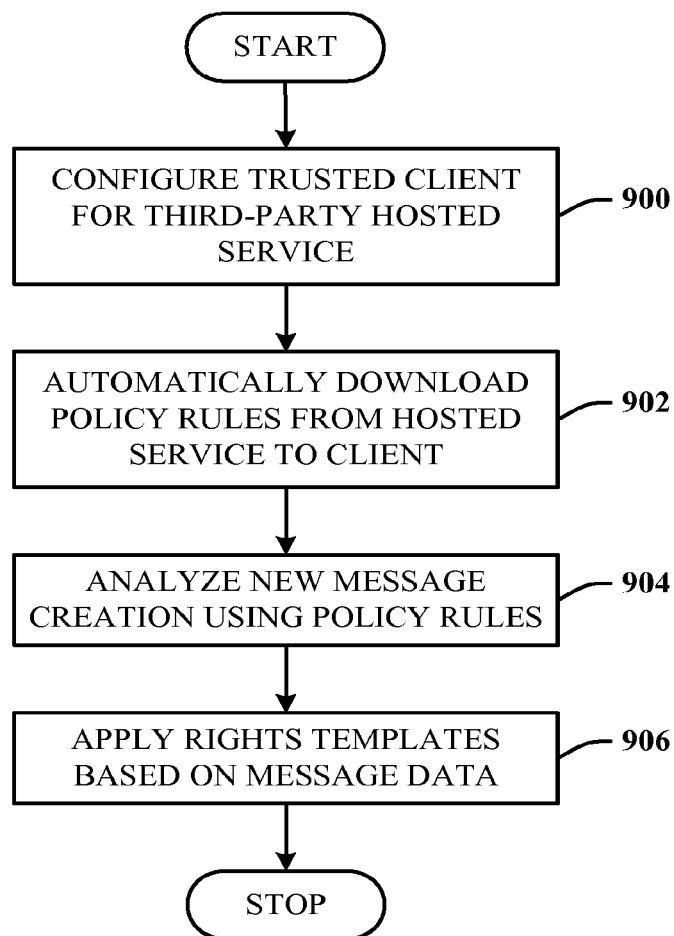 START
CONFIGURE TRUSTED CLIENT
FOR THIRD-PARTY HOSTED
SERVICE
900
AUTOMATICALLY DOWNLOAD
POLICY RULES FROM HOSTED
SERVICE TO CLIENT
902
ANALYZE NEW MESSAGE
CREATION USING POLICY RULES
904
APPLY RIGHTS TEMPLATES
BASED ON MESSAGE DATA
906
STOP